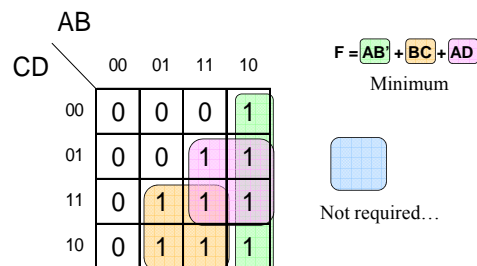 AB
CD
00 01 11 10
00 0 0 0 1
01 0 0 1 1
11 0 1 1 1
10 0 1 1 1
F = AB' + BC + AD
Minimum
Not required…